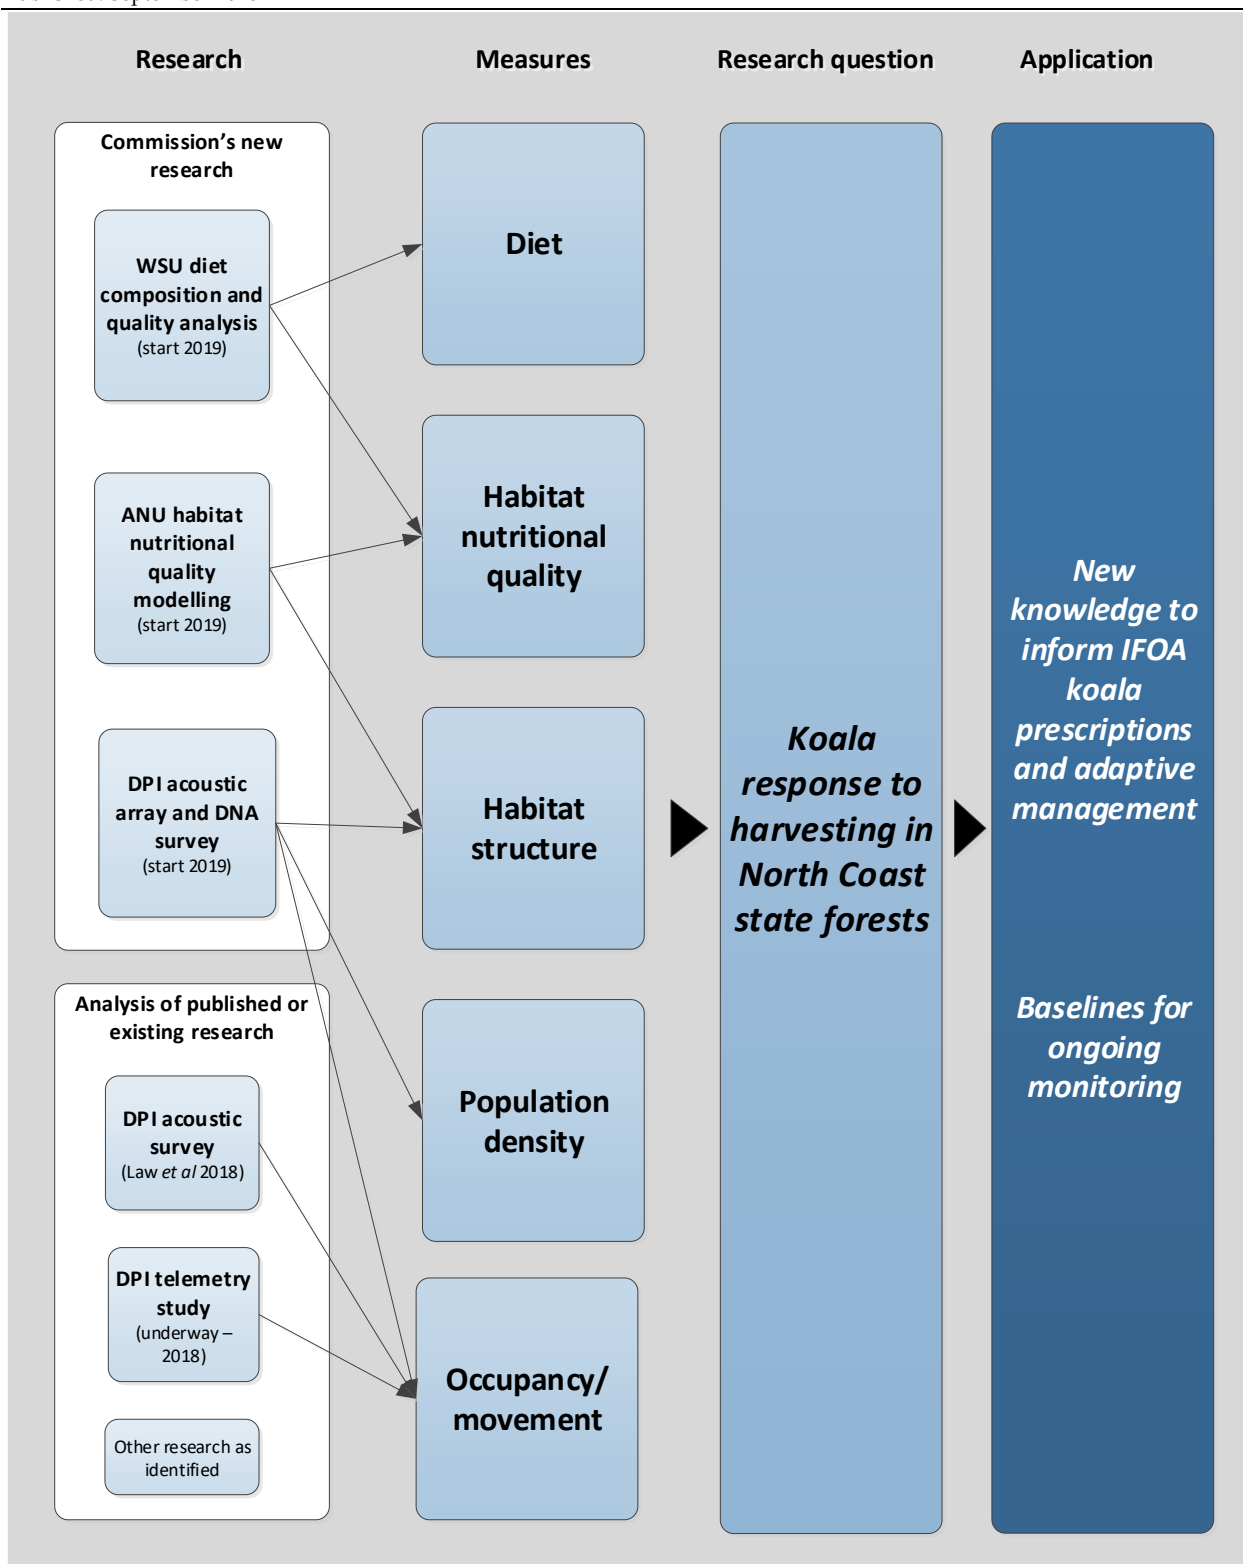 Research
Measures
Research question
Application
Commission's new
research
WSU diet
composition and
quality analysis
(start 2019)
ANU habitat
nutritional
quality
modelling
(start 2019)
DPI acoustic
array and DNA
survey
(start 2019)
Analysis of published or
existing research
DPI acoustic
survey
(Law et al 2018)
DPI telemetry
study
(underway –
2018)
Other research as
identified
Diet
Habitat
nutritional
quality
Habitat
structure
Population
density
Occupancy/
movement
Koala
response to
harvesting in
North Coast
state forests
New
knowledge to
inform IFOA
koala
prescriptions
and adaptive
management
Baselines for
ongoing
monitoring